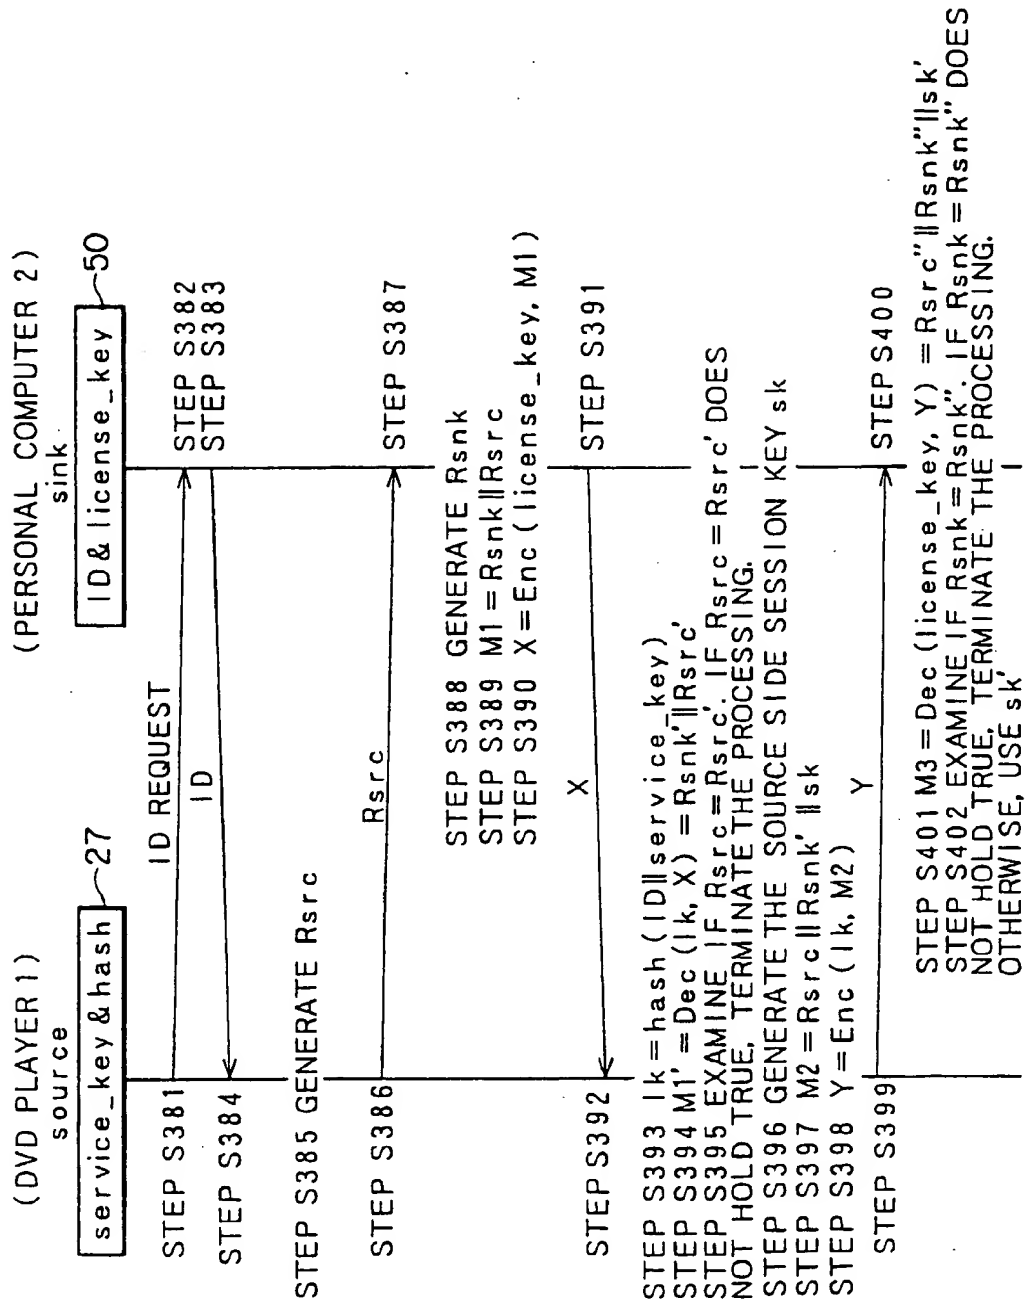 (DVD PLAYER 1)
source
service_key & hash
27
(PERSONAL COMPUTER 2)
sink
ID & license_key
50
STEP S381
ID REQUEST
STEP S382
STEP S383
ID
STEP S384
STEP S385 GENERATE Rsrc
STEP S386
Rsrc
STEP S387
STEP S388 GENERATE Rsnk
STEP S389 M1=Rsnk||Rsrc
STEP S390 X=Enc (license_key, M1)
STEP S391
X
STEP S392
STEP S393 lk=hash (ID||service_key)
STEP S394 M1'=Dec (lk, X) =Rsnk'||Rsrc'
STEP S395 EXAMINE IF Rsrc=Rsrc'. IF Rsrc=Rsrc' DOES
NOT HOLD TRUE, TERMINATE THE PROCESSING.
STEP S396 GENERATE THE SOURCE SIDE SESSION KEY sk
STEP S397 M2=Rsrc||Rsnk'||sk
STEP S398 Y=Enc (lk, M2)
STEP S399
Y
STEP S400
STEP S401 M3=Dec (license_key, Y) =Rsrc"||Rsnk"||sk'
STEP S402 EXAMINE IF Rsnk=Rsnk". IF Rsnk=Rsnk" DOES
NOT HOLD TRUE, TERMINATE THE PROCESSING.
OTHERWISE, USE sk'